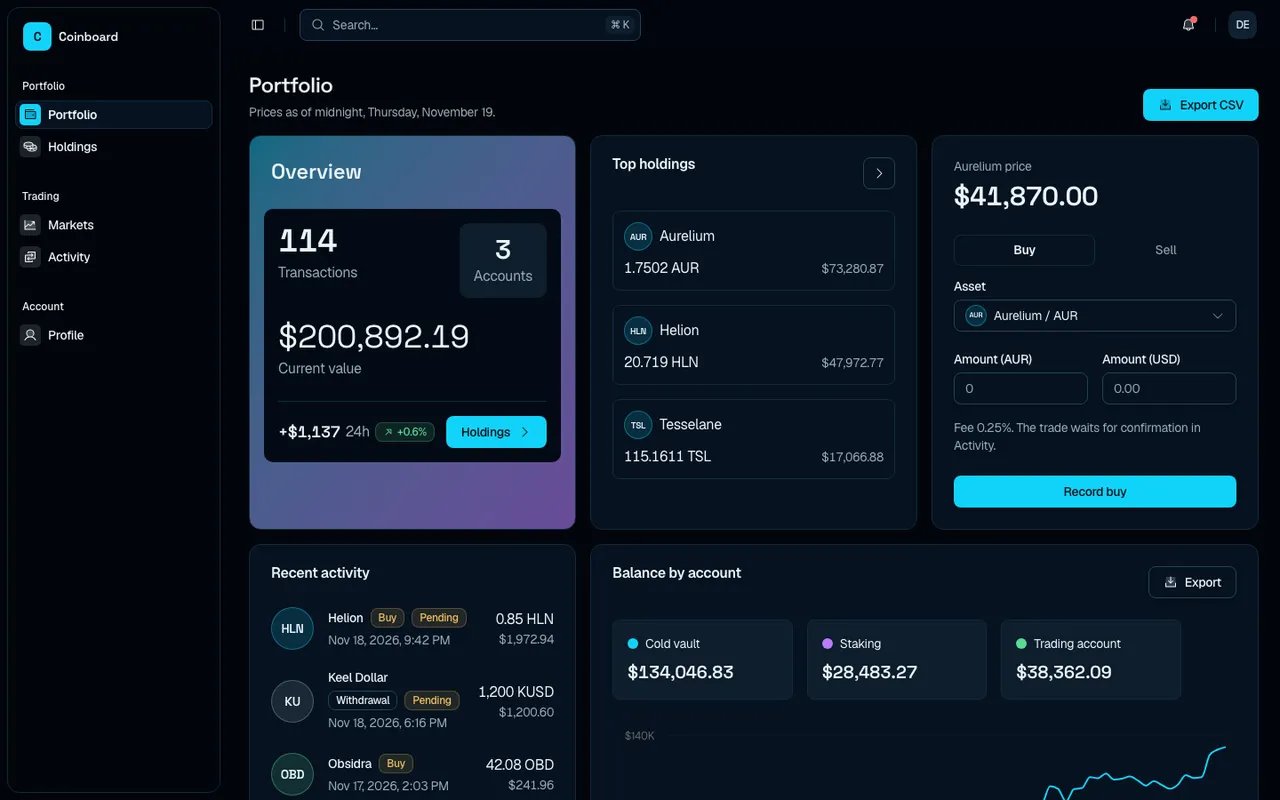 C
Coinboard
Portfolio
Portfolio
Holdings
Trading
Markets
Activity
Account
Profile
Search...
⌘ K
DE
Portfolio
Prices as of midnight, Thursday, November 19.
Export CSV
Overview
114
Transactions
3
Accounts
$200,892.19
Current value
+$1,137 24h
+0.6%
Holdings
Top holdings
AUR
Aurelium
1.7502 AUR
$73,280.87
HLN
Helion
20.719 HLN
$47,972.77
TSL
Tesselane
115.1611 TSL
$17,066.88
Aurelium price
$41,870.00
Buy
Sell
Asset
AUR
Aurelium / AUR
Amount (AUR)
Amount (USD)
0
0.00
Fee 0.25%. The trade waits for confirmation in
Activity.
Record buy
Recent activity
HLN
Helion
Buy
Pending
0.85 HLN
Nov 18, 2026, 9:42 PM
$1,972.94
KU
Keel Dollar
Withdrawal
Pending
1,200 KUSD
$1,200.60
Nov 18, 2026, 6:16 PM
OBD
Obsidra
Buy
42.08 OBD
Nov 17, 2026, 2:03 PM
$241.96
Balance by account
Export
Cold vault
$134,046.83
Staking
$28,483.27
Trading account
$38,362.09
$140K